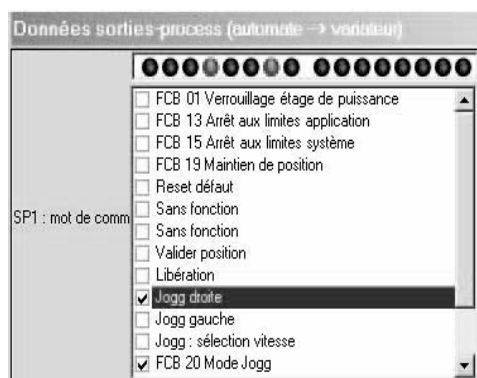 Données sorties-process (automate → variateur)
FCB 01 Verrouillage étage de puissance
FCB 13 Arrêt aux limites application
FCB 15 Arrêt aux limites système
FCB 19 Maintien de position
Reset défaut
Sans fonction
SP1 : mot de comm
Sans fonction
Valider position
Libération
Jogg droite
Jogg gauche
Jogg : sélection vitesse
FCB 20 Mode Jogg